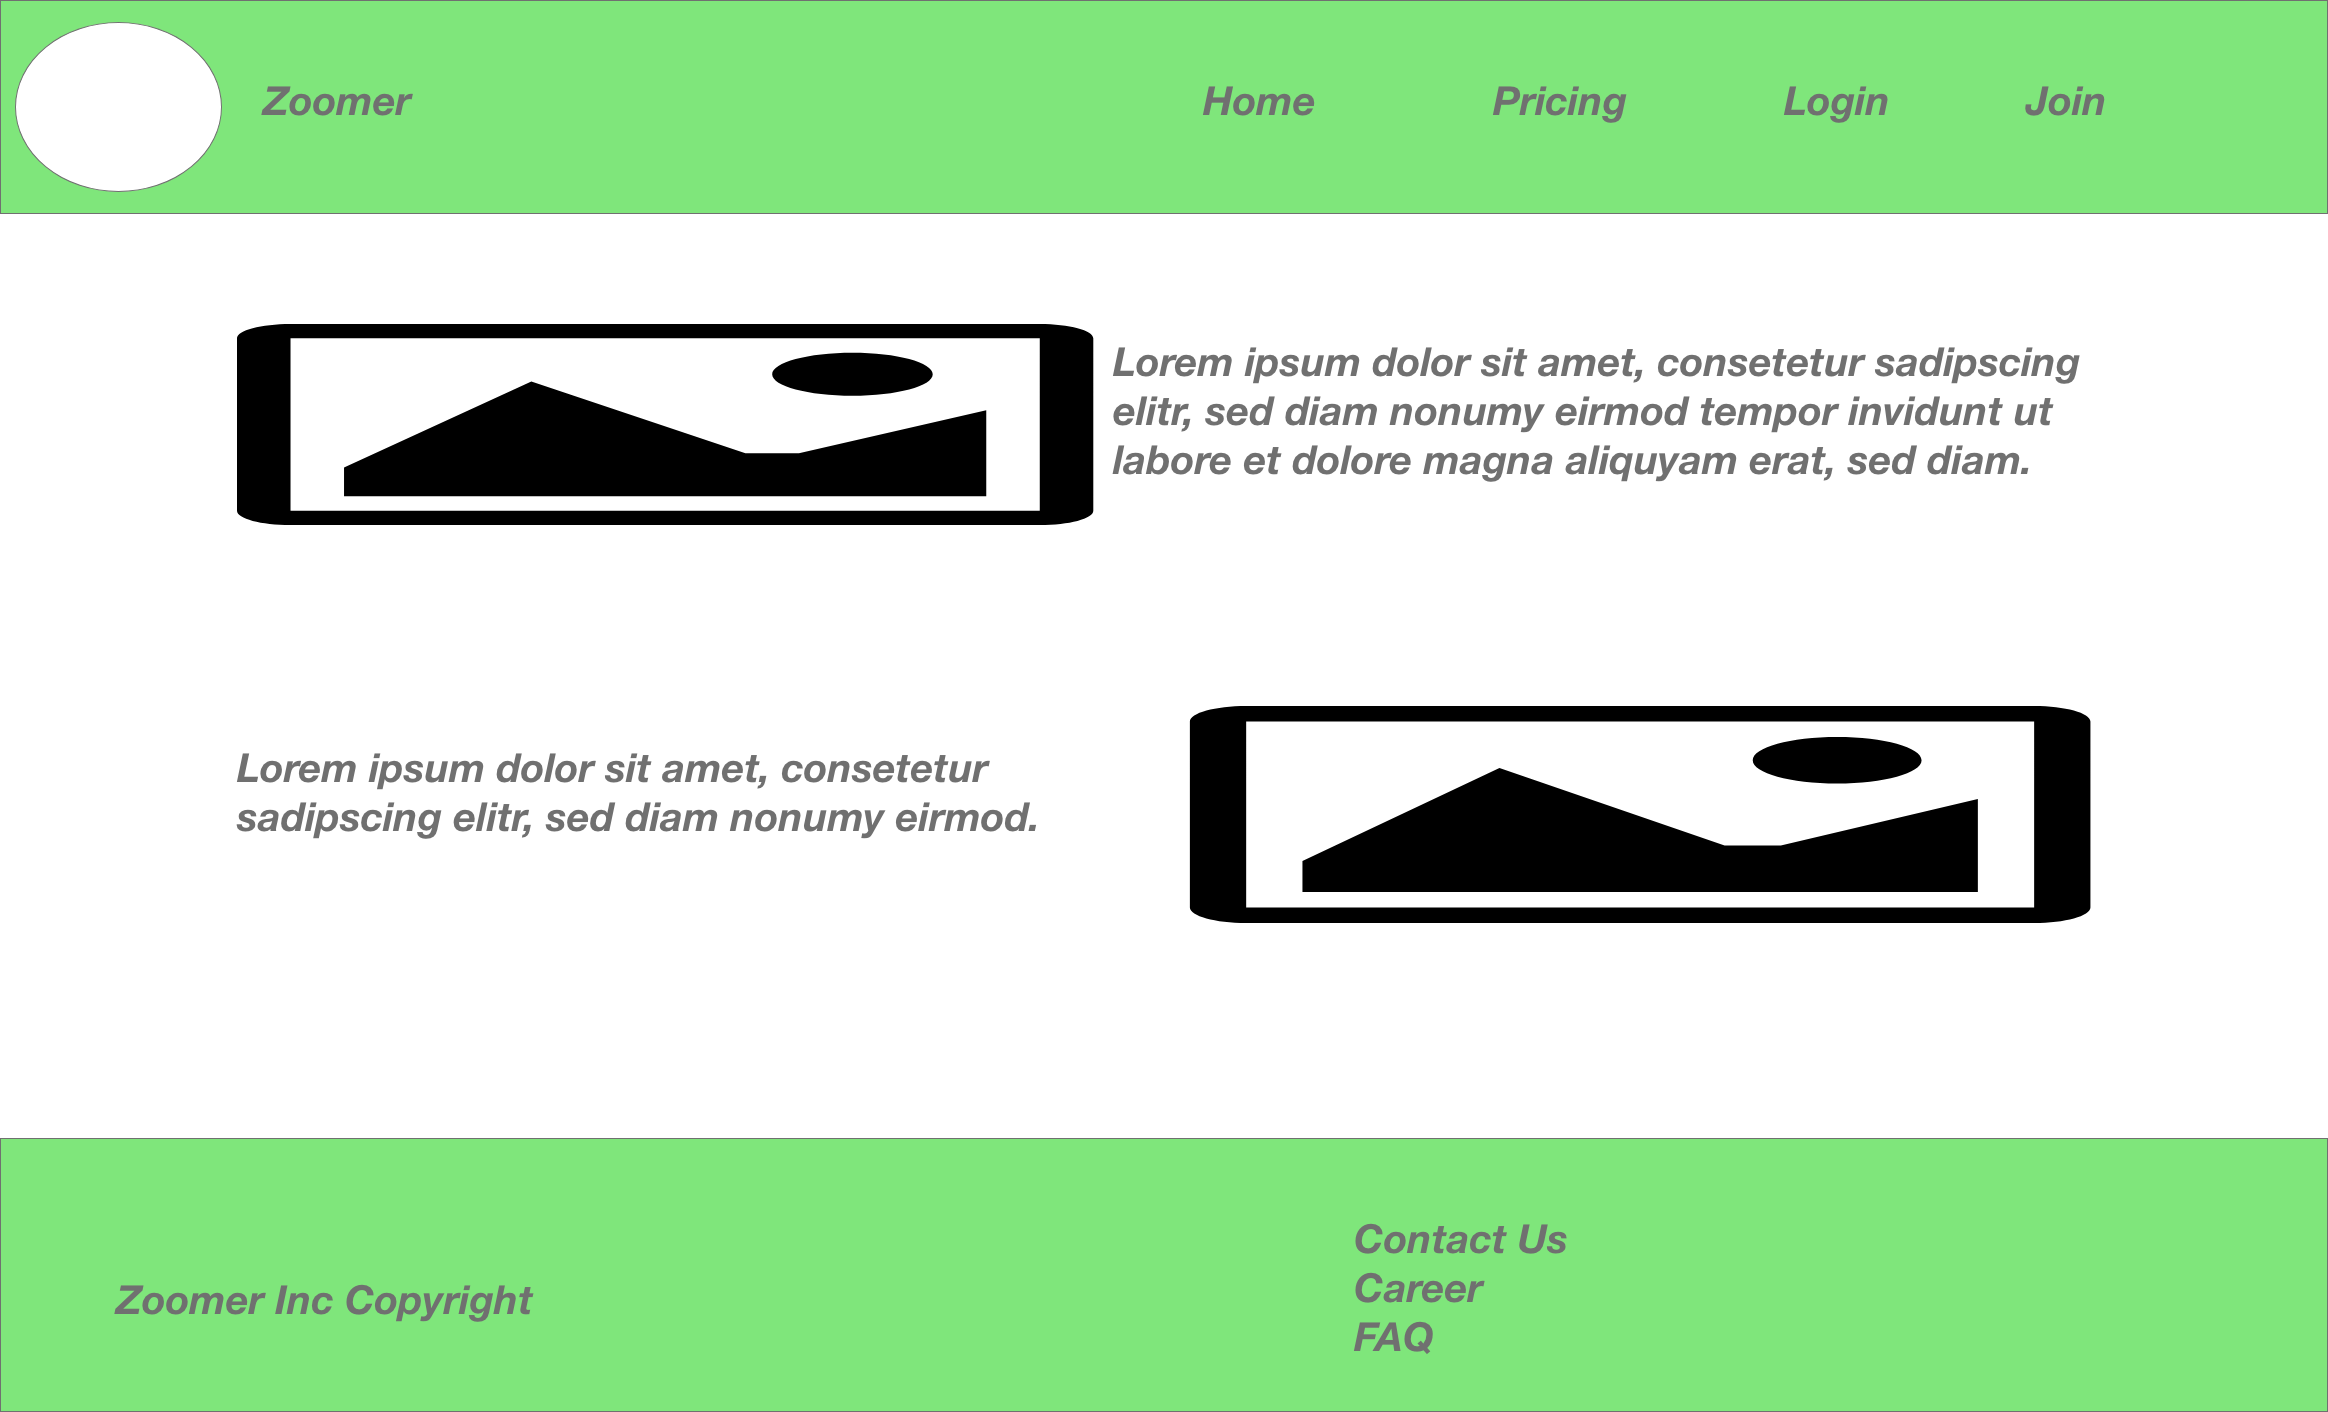 Zoomer
Home
Pricing
Login
Join
Lorem ipsum dolor sit amet, consetetur sadipscing
elitr, sed diam nonumy eirmod tempor invidunt ut
labore et dolore magna aliquyam erat, sed diam.
Lorem ipsum dolor sit amet, consetetur
sadipscing elitr, sed diam nonumy eirmod.
Zoomer Inc Copyright
Contact Us
Career
FAQ